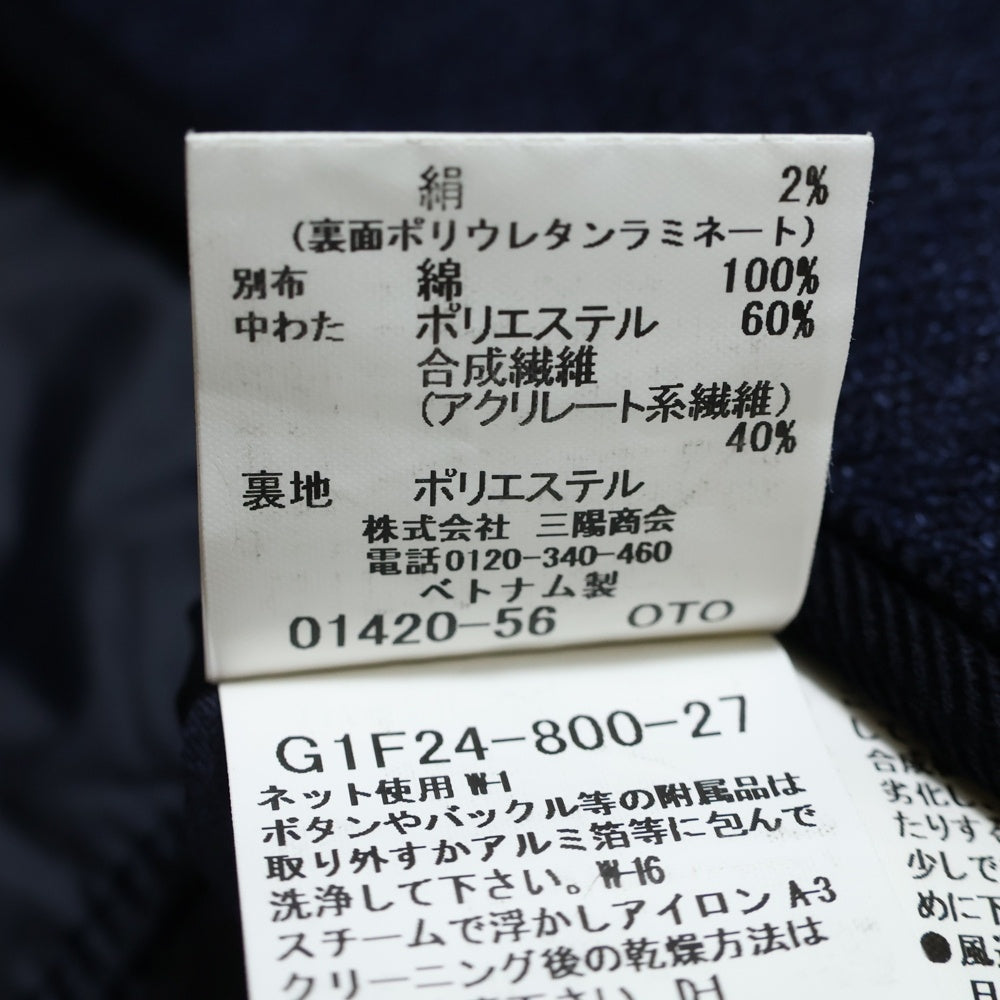 絹 2%
(裏面ポリウレタンラミネート)
別布 綿 100%
中わた ポリエステル 60%
合成繊維
(アクリレート系繊維)
40%
裏地 ポリエステル
株式会社 三陽商会
電話0120-340-460
ベトナム製
01420-56 OTO
G1F24-800-27
ネット使用 W-1
ボタンやバックル等の附属品は
取り外すかアルミ箔等に包んで
洗浄して下さい。W-16
スチームで浮かしアイロン A-3
クリーニング後の乾燥方法は
下さい D-1
合成
劣化し
たりする
少しで
めに下
●風通
日